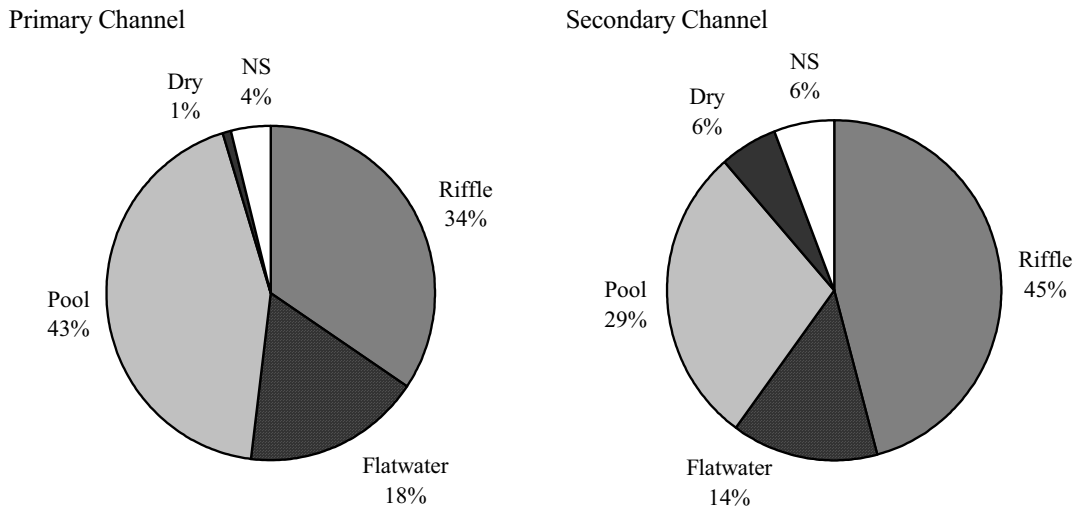 Primary Channel
NS
4%
Dry
1%
Riffle
34%
Pool
43%
Flatwater
18%
Secondary Channel
NS
6%
Dry
6%
Riffle
45%
Pool
29%
Flatwater
14%